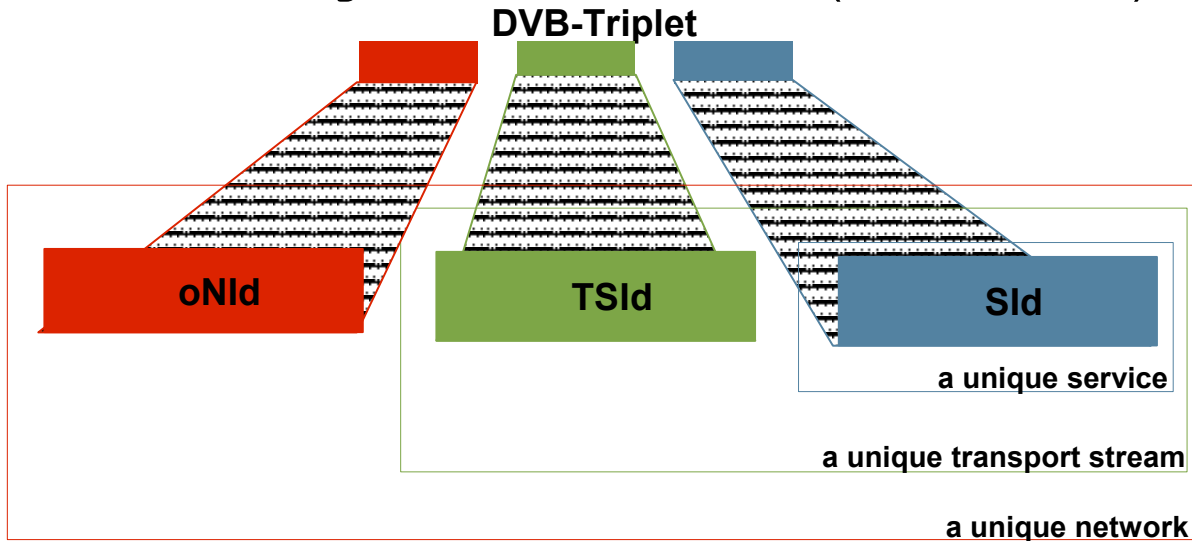 DVB-Triplet
oNId
TSId
SId
a unique service
a unique transport stream
a unique network